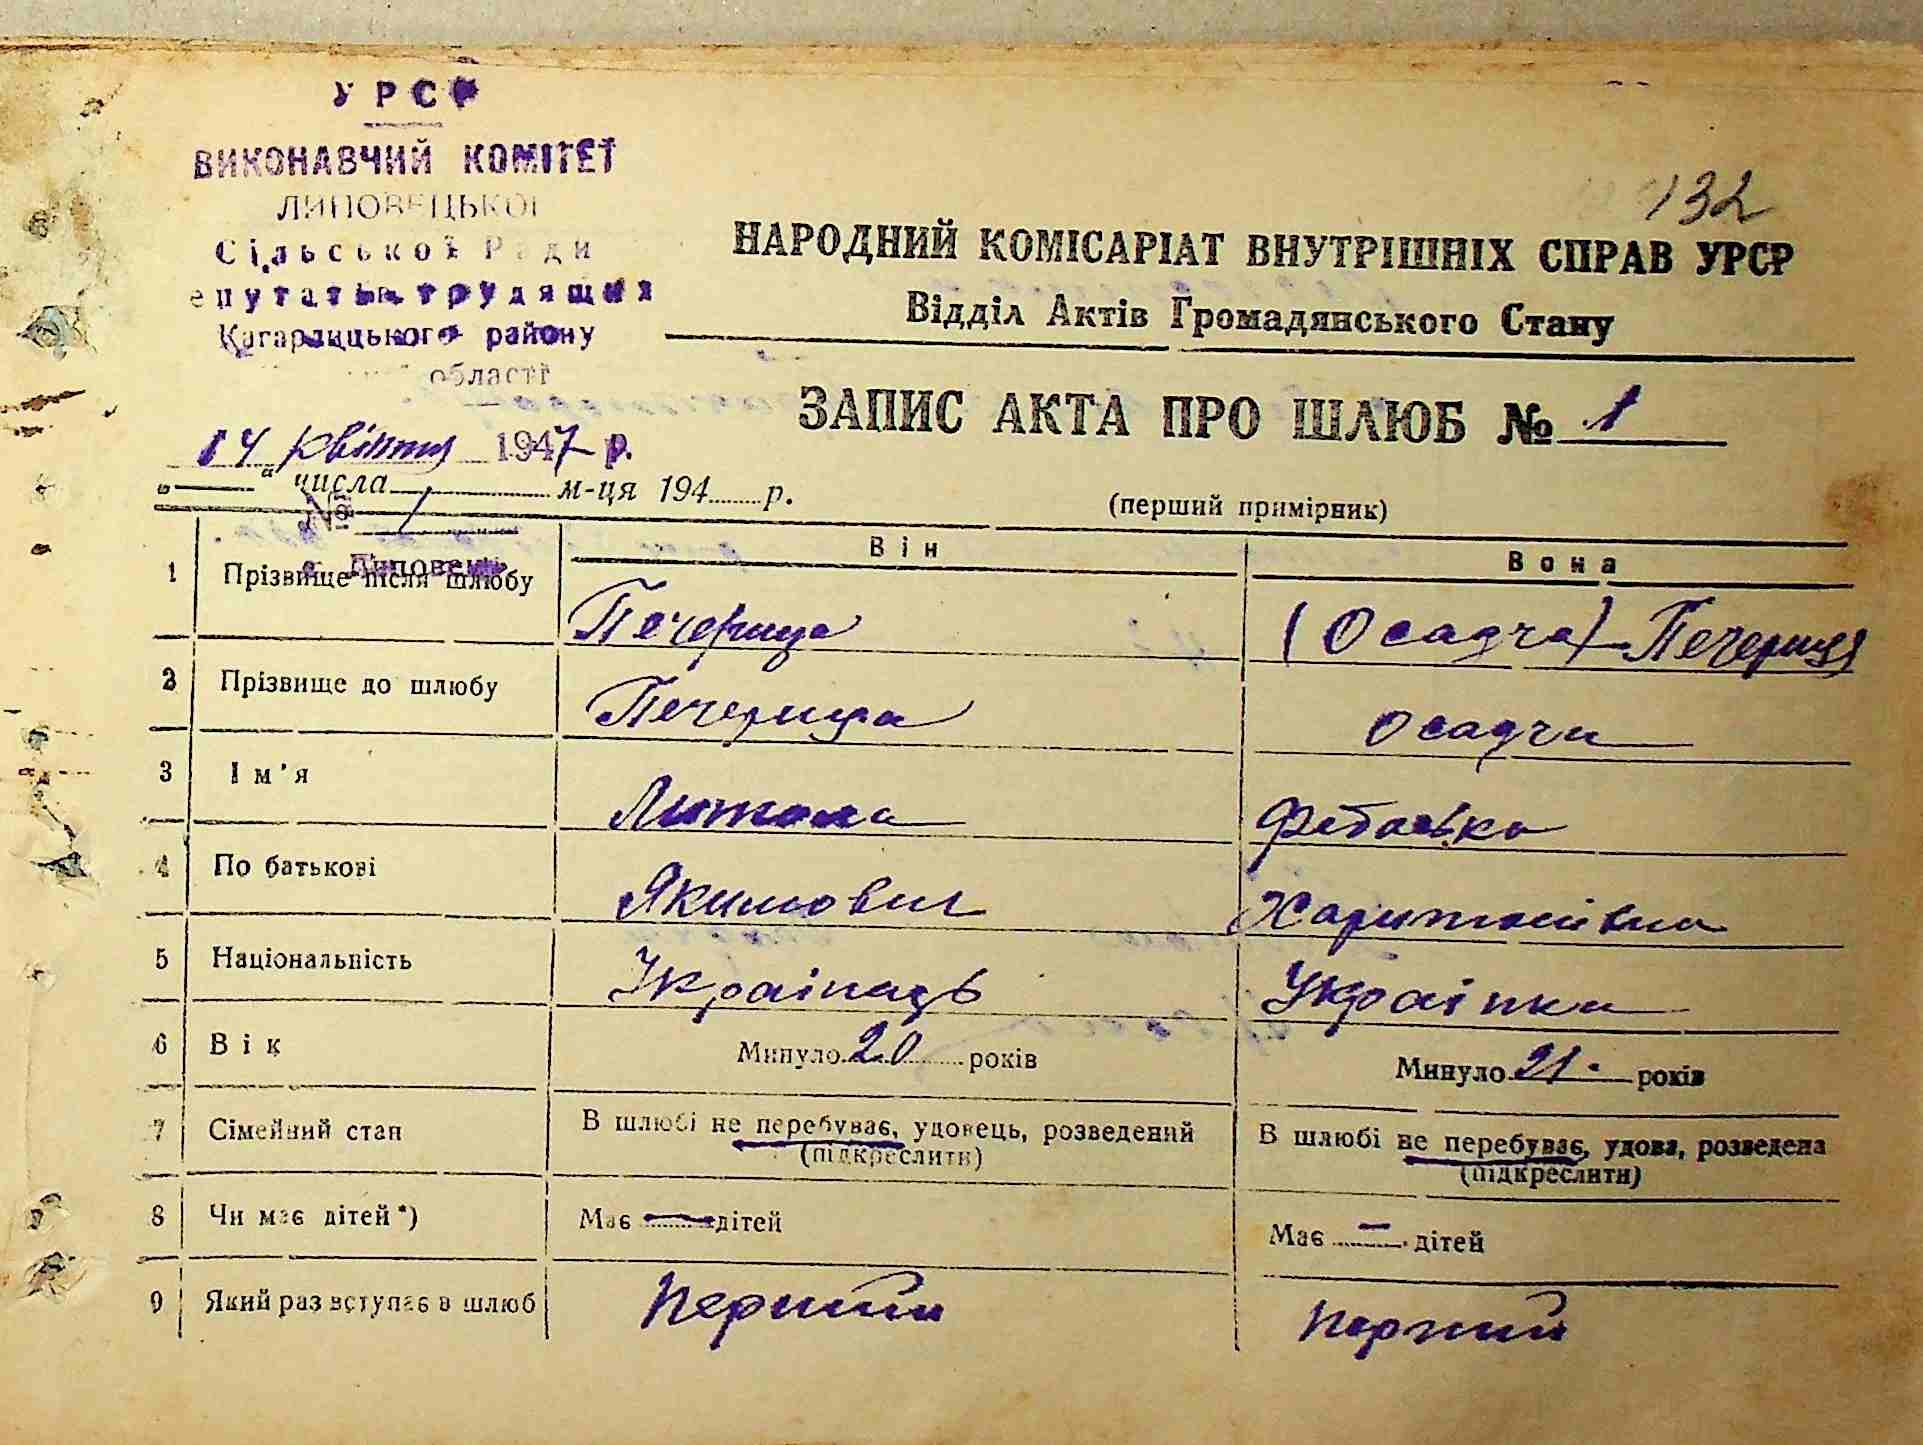 УРСР
ВИКОНАВЧИЙ КОМІТЕТ
ЛИПОВЕЦЬКОЇ
Сільської Ради
епутатів трудящих
Кагарлицького району
області
14 квітня 1947 р.
№ 1
с. Липовець
132
НАРОДНИЙ КОМІСАРІАТ ВНУТРІШНІХ СПРАВ УРСР
Відділ Актів Громадянського Стану
ЗАПИС АКТА ПРО ШЛЮБ № 1
" числа м-ця 194 р.
(перший примірник)
Він Вона
1 Прізвище після шлюбу Печериця (Осадча) Печериця
2 Прізвище до шлюбу Печериця Осадча
3 Ім'я
4 По батькові Якимович Харитонівна
5 Національність Українець Українка
6 Вік Минуло 20 років Минуло 21. років
7 Сімейний стан В шлюбі не перебуває, удовець, розведений В шлюбі не перебуває, удова, розведена
(підкреслити) (підкреслити)
8 Чи має дітей*) Має — дітей Має — дітей
9 Який раз вступає в шлюб Перший Перший